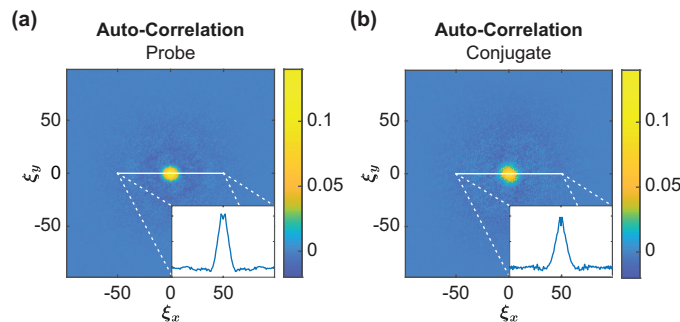 (a)
Auto-Correlation
Probe
ξy
50
0
-50
-50 0 50
ξx
0.1
0.05
0
(b)
Auto-Correlation
Conjugate
ξy
50
0
-50
-50 0 50
ξx
0.1
0.05
0